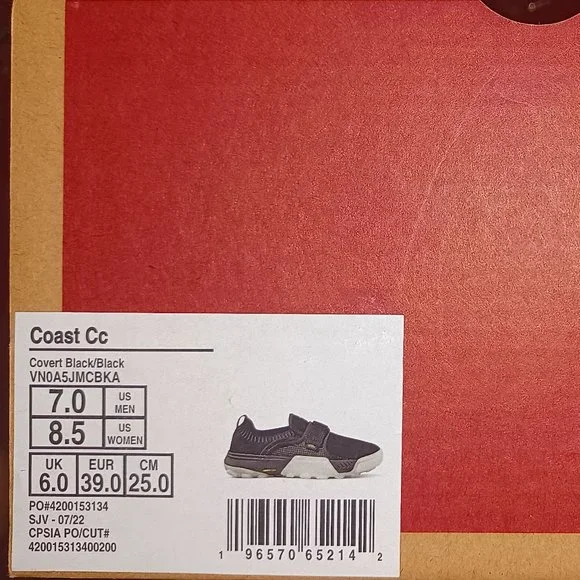 Coast Cc
Covert Black/Black
VN0A5JMCBKA
7.0 US MEN
8.5 US WOMEN
UK EUR CM
6.0 39.0 25.0
PO#4200153134
SJV - 07/22
CPSIA PO/CUT#
420015313400200
1 96570 65214 2